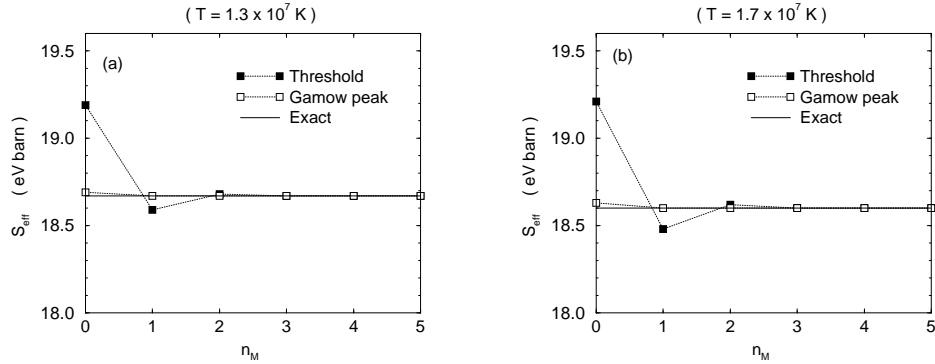 ( T = 1.3 x 10⁷ K)
19.5
19.0
18.5
18.0
S_eff ( eV barn)
(a)
Threshold
Gamow peak
Exact
0 1 2 3 4 5
n_M
( T = 1.7 x 10⁷ K)
19.5
19.0
18.5
18.0
S_eff ( eV barn)
(b)
Threshold
Gamow peak
Exact
0 1 2 3 4 5
n_M